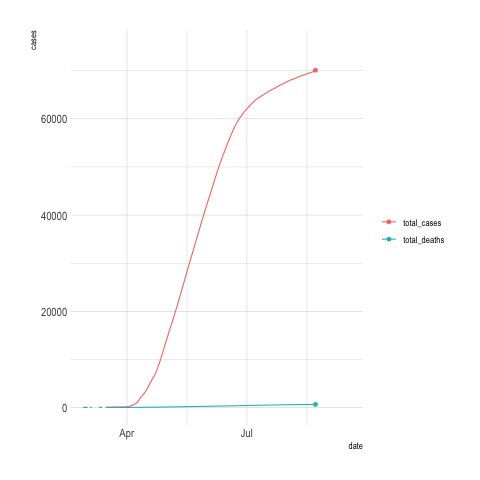 cases
60000
40000
20000
0
Apr Jul
date
total_cases
total_deaths